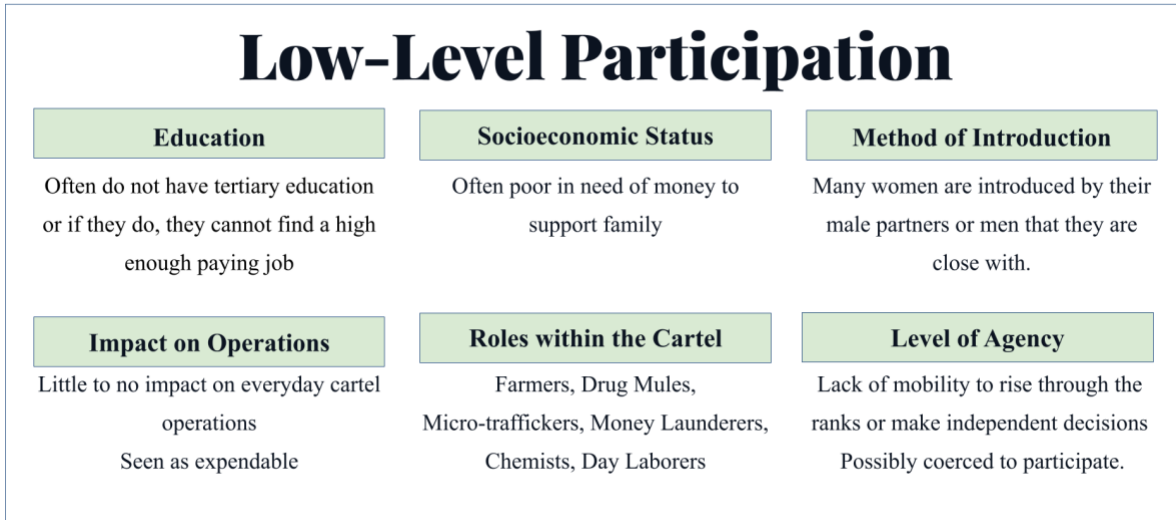 Low-Level Participation
Education
Often do not have tertiary education
or if they do, they cannot find a high
enough paying job
Socioeconomic Status
Often poor in need of money to
support family
Method of Introduction
Many women are introduced by their
male partners or men that they are
close with.
Impact on Operations
Little to no impact on everyday cartel
operations
Seen as expendable
Roles within the Cartel
Farmers, Drug Mules,
Micro-traffickers, Money Launderers,
Chemists, Day Laborers
Level of Agency
Lack of mobility to rise through the
ranks or make independent decisions
Possibly coerced to participate.